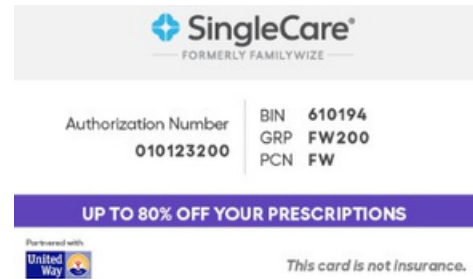 SingleCare®
FORMERLY FAMILYWIZE
Authorization Number
010123200
BIN 610194
GRP FW200
PCN FW
UP TO 80% OFF YOUR PRESCRIPTIONS
Partnered with
United
Way
This card is not insurance.